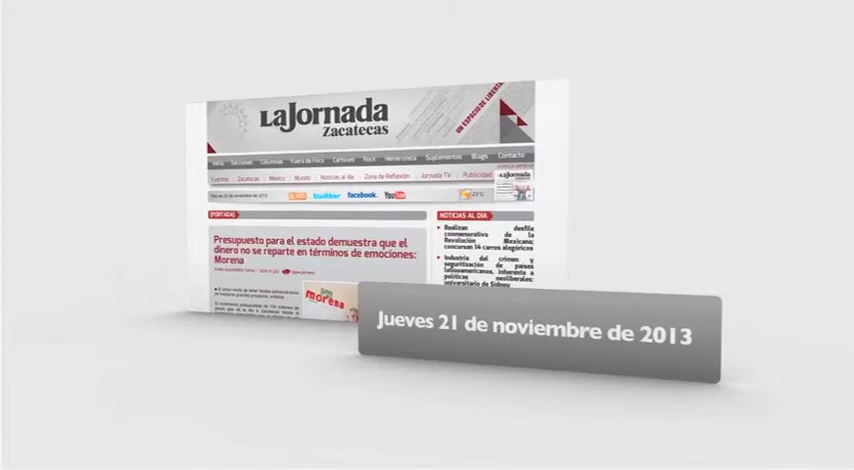 LaJornada
Zacatecas
UN ESPACIO DE LIBERTAD
Inicio Secciones Columnas Fuera de Foco Cartones Rock Hemeroteca Suplementos Blogs Contacto
Eventos Zacatecas México Mundo Noticias al día Zona de Reflexión Jornada TV Publicidad
LaJornada
twitter facebook. YouTube
[PORTADA]
Presupuesto para el estado demuestra que el
dinero no se reparte en términos de emociones:
Morena
morena
NOTICIAS AL DÍA
Realizan desfile
conmemorativo de la
Revolución Mexicana;
concursan 14 carros alegóricos
Industria del crimen y
seguritización de países
latinoamericanos, inherente a
políticas neoliberales:
universitario de Sidney
Jueves 21 de noviembre de 2013